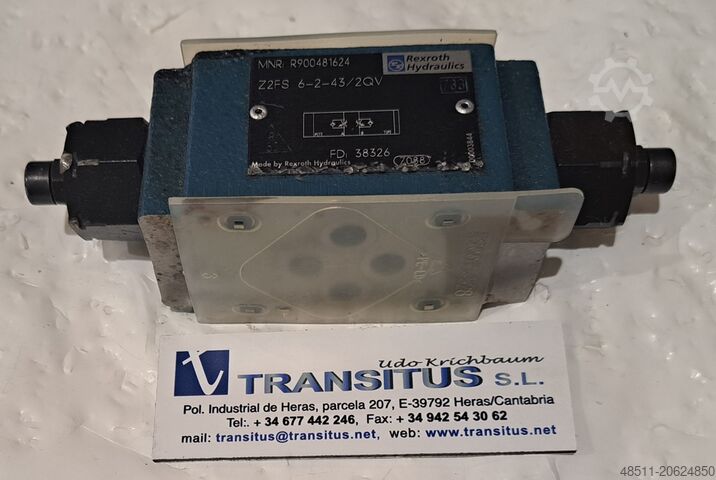 MNR: R900481624
Rexroth
Hydraulics
Z2FS 6-2-43/2QV
FD: 38326
Made by Rexroth Hydraulics
7088
00003844
Udo Krichbaum
TRANSITUS S.L.
Pol. Industrial de Heras, parcela 207, E-39792 Heras/Cantabria
Tel:. + 34 677 442 246, Fax: + 34 942 54 30 62
mail: transitus@transitus.net, web: www.transitus.net
48511-20624850